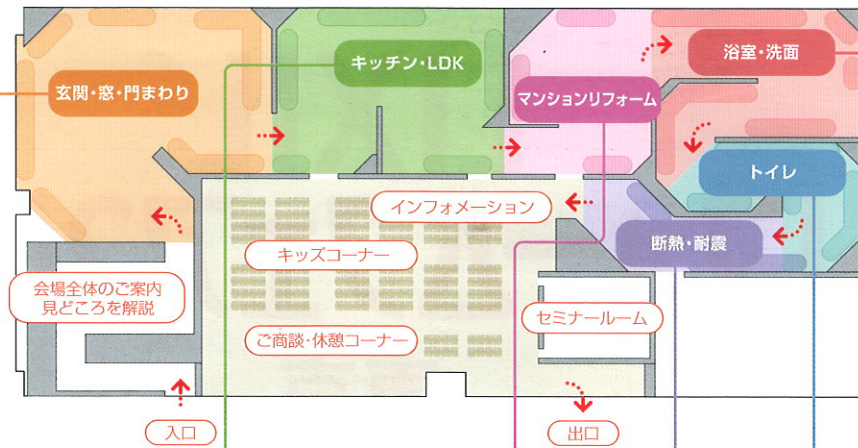 キッチン・LDK
浴室・洗面
玄関・窓・門まわり
マンションリフォーム
トイレ
インフォメーション
断熱・耐震
キッズコーナー
会場全体のご案内
見どころを解説
セミナールーム
ご商談・休憩コーナー
入口
出口